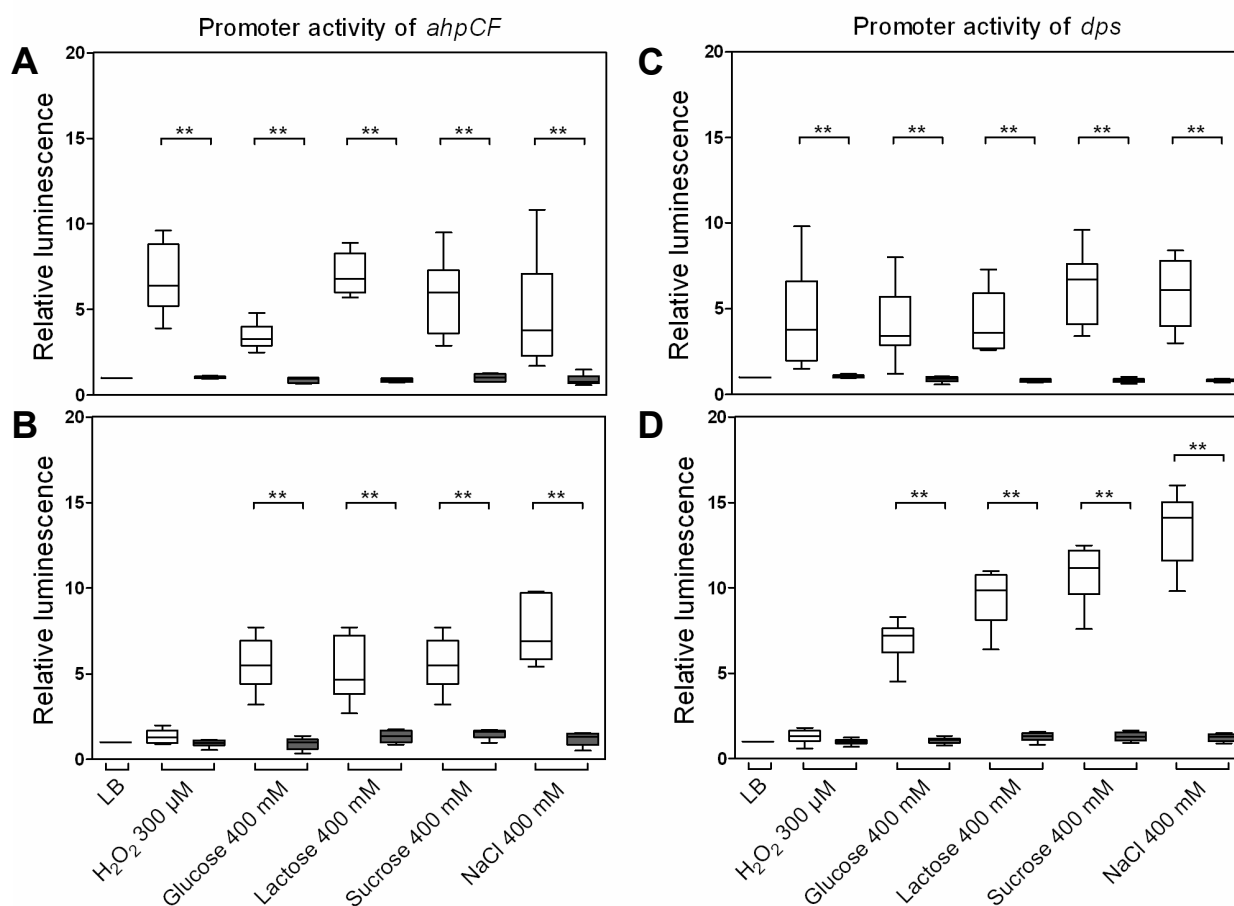 Promoter activity of ahpCF
A
Relative luminescence
20
15
10
5
0
**
**
**
**
**
B
Relative luminescence
20
15
10
5
0
**
**
**
**
LB
H₂O₂ 300 µM
Glucose 400 mM
Lactose 400 mM
Sucrose 400 mM
NaCl 400 mM
Promoter activity of dps
C
Relative luminescence
20
15
10
5
0
**
**
**
**
**
D
Relative luminescence
20
15
10
5
0
**
**
**
**
LB
H₂O₂ 300 µM
Glucose 400 mM
Lactose 400 mM
Sucrose 400 mM
NaCl 400 mM